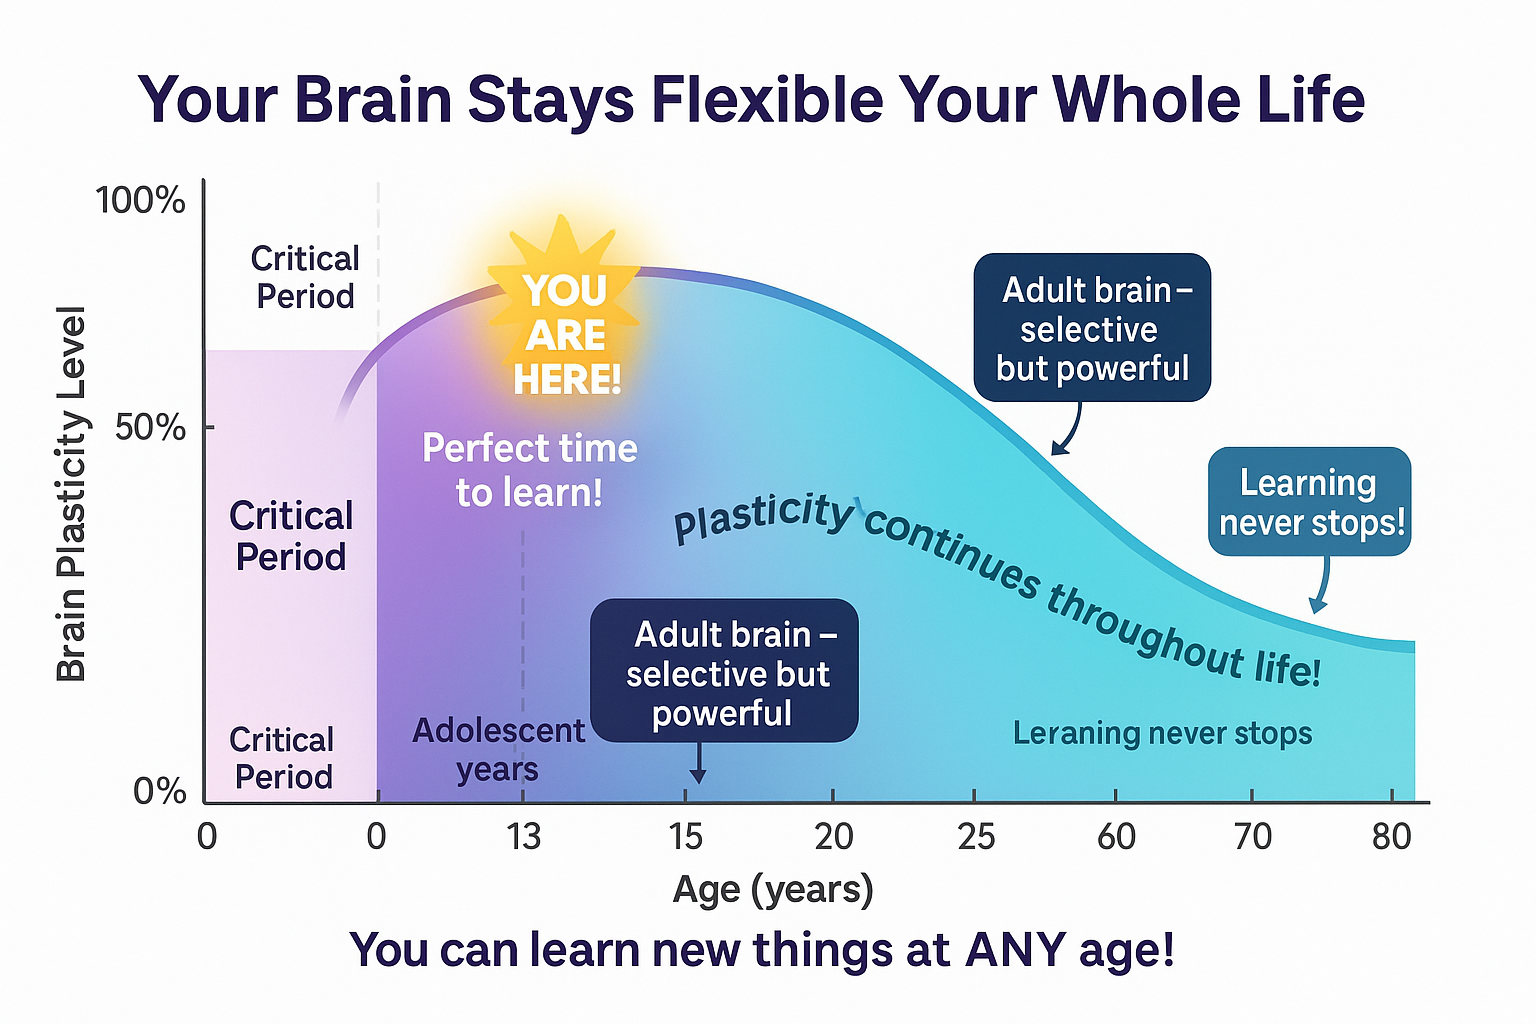 Your Brain Stays Flexible Your Whole Life
Brain Plasticity Level
100%
50%
0%
Critical
Period
Critical
Period
Critical
Period
YOU
ARE
HERE!
Perfect time
to learn!
Adolescent
years
Adult brain –
selective but
powerful
Plasticity continues throughout life!
Adult brain–
selective
but powerful
Learning
never stops!
Leraning never stops
0 0 13 15 20 25 60 70 80
Age (years)
You can learn new things at ANY age!